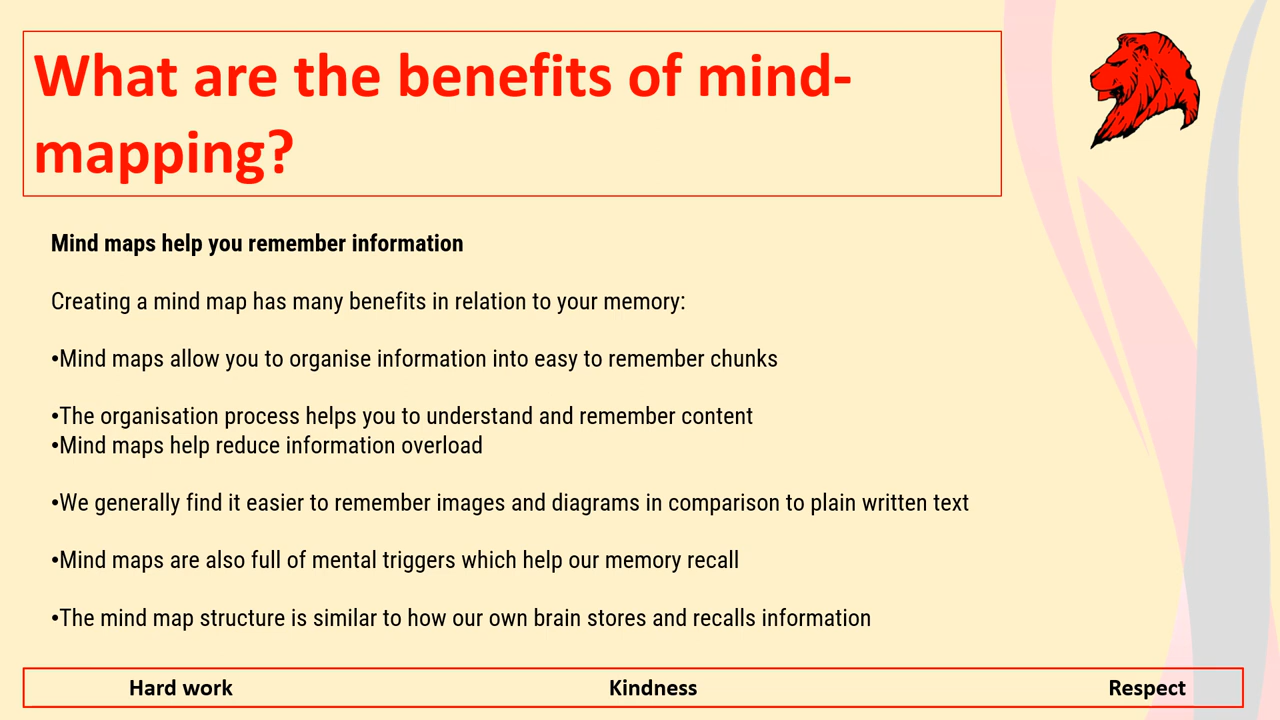 What are the benefits of mind-
mapping?
Mind maps help you remember information
Creating a mind map has many benefits in relation to your memory:
•Mind maps allow you to organise information into easy to remember chunks
•The organisation process helps you to understand and remember content
•Mind maps help reduce information overload
•We generally find it easier to remember images and diagrams in comparison to plain written text
•Mind maps are also full of mental triggers which help our memory recall
•The mind map structure is similar to how our own brain stores and recalls information
Hard work Kindness Respect